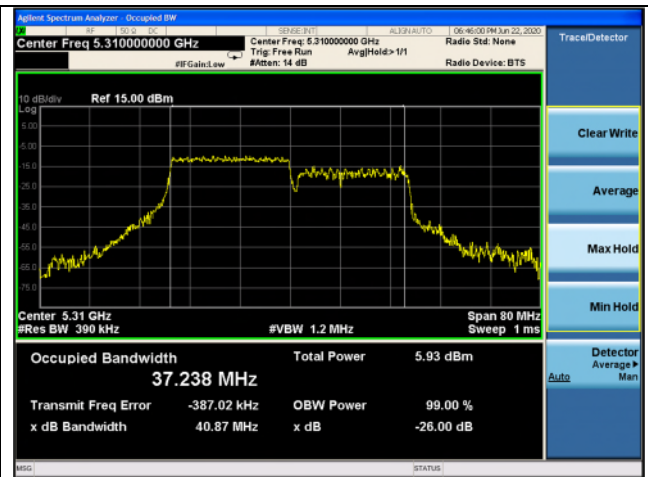 Agilent Spectrum Analyzer - Occupied BW
RF 50 Ω DC SENSE:INT ALIGNAUTO 06:46:00 PM Jun 22, 2020
Center Freq 5.310000000 GHz
Center Freq: 5.310000000 GHz
Radio Std: None
Trig: Free Run Avg|Hold:>1/1
#IFGain:Low
#Atten: 14 dB
Radio Device: BTS
Trace/Detector
10 dB/div Ref 15.00 dBm
Log
5.00
-5.00
-15.0
-25.0
-35.0
-45.0
-55.0
-65.0
-75.0
Center 5.31 GHz Span 80 MHz
#Res BW 390 kHz #VBW 1.2 MHz Sweep 1 ms
Occupied Bandwidth Total Power 5.93 dBm
37.238 MHz
Transmit Freq Error -387.02 kHz OBW Power 99.00 %
x dB Bandwidth 40.87 MHz x dB -26.00 dB
Clear Write
Average
Max Hold
Min Hold
Detector
Average
Auto Man
MSG STATUS